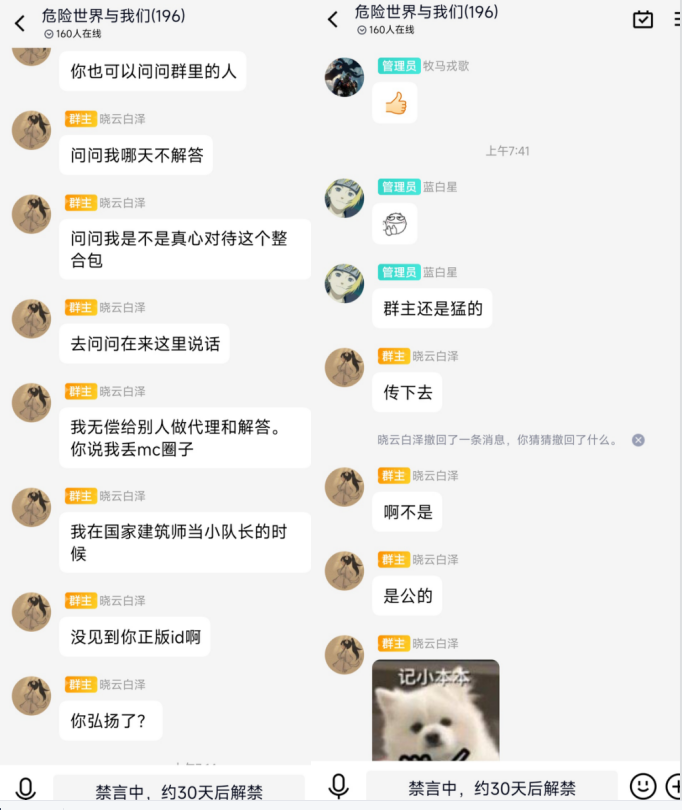 危险世界与我们(196)
160人在线
你也可以问问群里的人
群主 晓云白泽
问问我哪天不解答
群主 晓云白泽
问问我是不是真心对待这个整
合包
群主 晓云白泽
去问问在来这里说话
群主 晓云白泽
我无偿给别人做代理和解答。
你说我丢mc圈子
群主 晓云白泽
我在国家建筑师当小队长的时
候
群主 晓云白泽
没见到你正版id啊
群主 晓云白泽
你弘扬了？
禁言中，约30天后解禁
危险世界与我们(196)
160人在线
管理员 牧马戎歌
上午7:41
管理员 蓝白星
管理员 蓝白星
群主还是猛的
群主 晓云白泽
传下去
晓云白泽撤回了一条消息，你猜猜撤回了什么。
群主 晓云白泽
啊不是
群主 晓云白泽
是公的
群主 晓云白泽
记小本本
禁言中，约30天后解禁